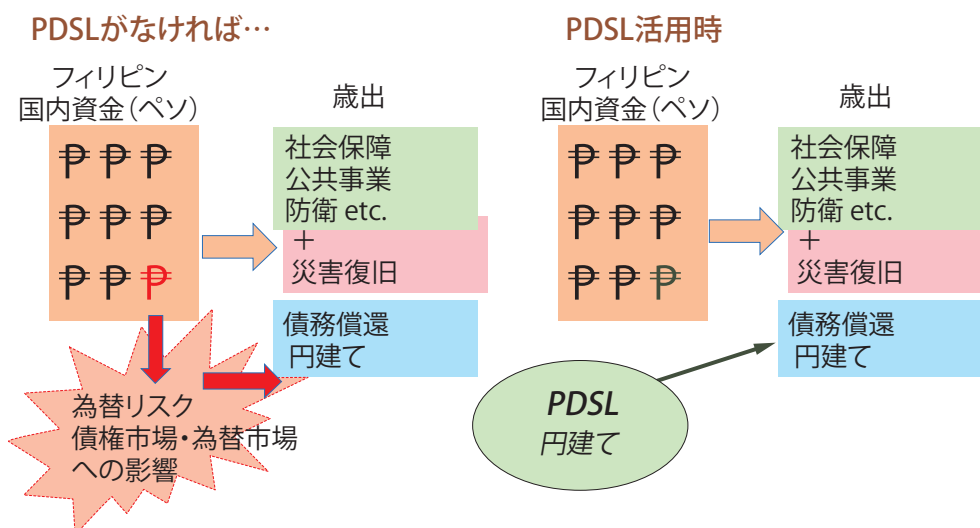 PDSLがなければ…
フィリピン
国内資金（ペソ）
₱ ₱ ₱
₱ ₱ ₱
₱ ₱ ₱
歳出
社会保障
公共事業
防衛 etc.
＋
災害復旧
債務償還
円建て
為替リスク
債権市場・為替市場
への影響
PDSL活用時
フィリピン
国内資金（ペソ）
₱ ₱ ₱
₱ ₱ ₱
₱ ₱ ₱
歳出
社会保障
公共事業
防衛 etc.
＋
災害復旧
債務償還
円建て
PDSL
円建て